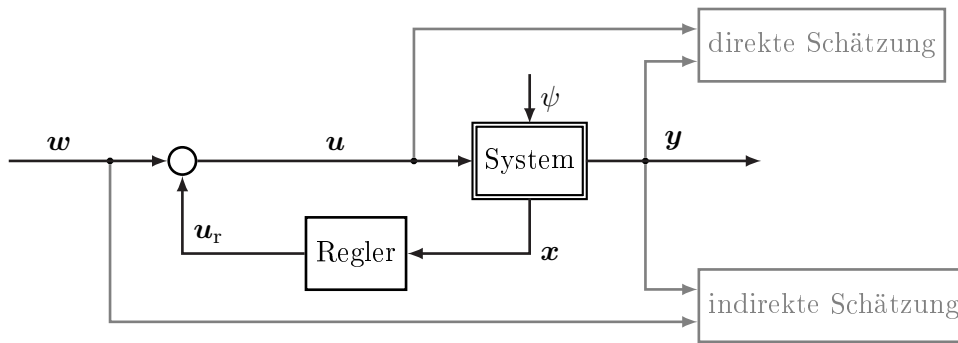 direkte Schätzung
ψ
w
u
System
y
u_r
Regler
x
indirekte Schätzung